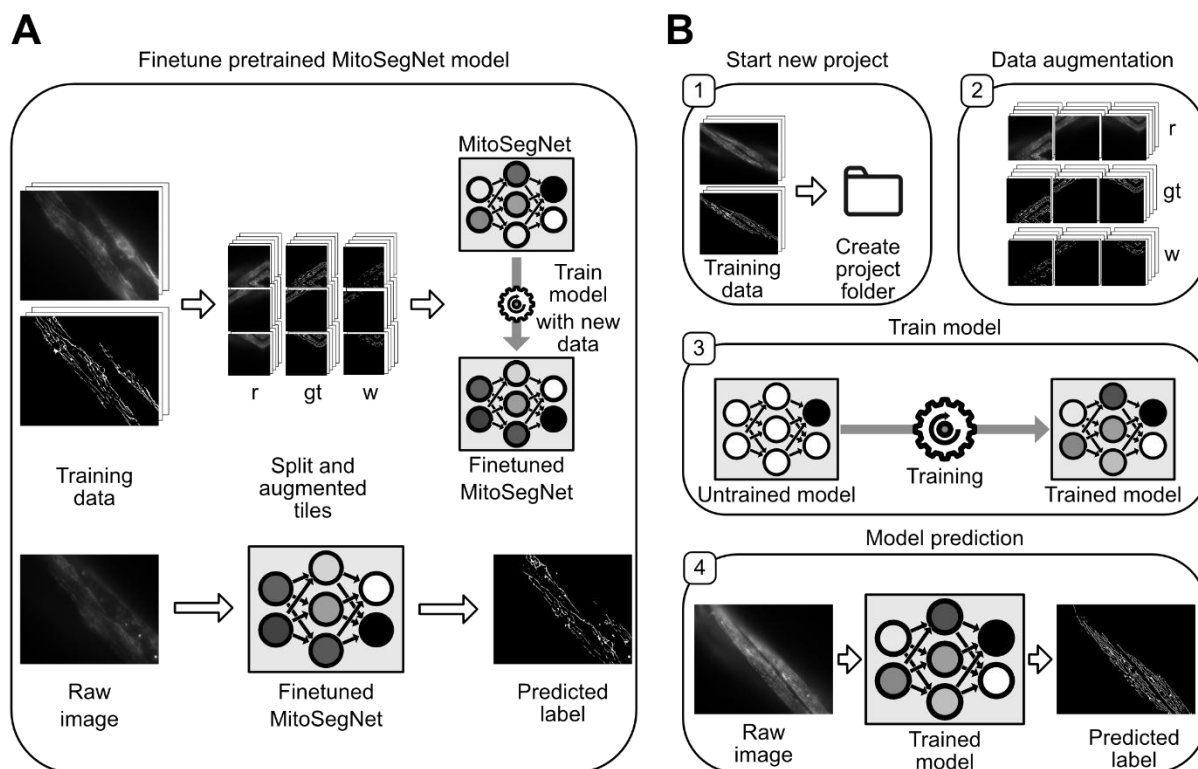 A
Finetune pretrained MitoSegNet model
MitoSegNet
Train
model
with new
data
r
gt
w
Training
data
Split and
augmented
tiles
Finetuned
MitoSegNet
Raw
image
Finetuned
MitoSegNet
Predicted
label
B
Start new project
1
Training
data
Create
project
folder
Data augmentation
2
r
gt
w
Train model
3
Untrained model
Training
Trained model
Model prediction
4
Raw
image
Trained
model
Predicted
label